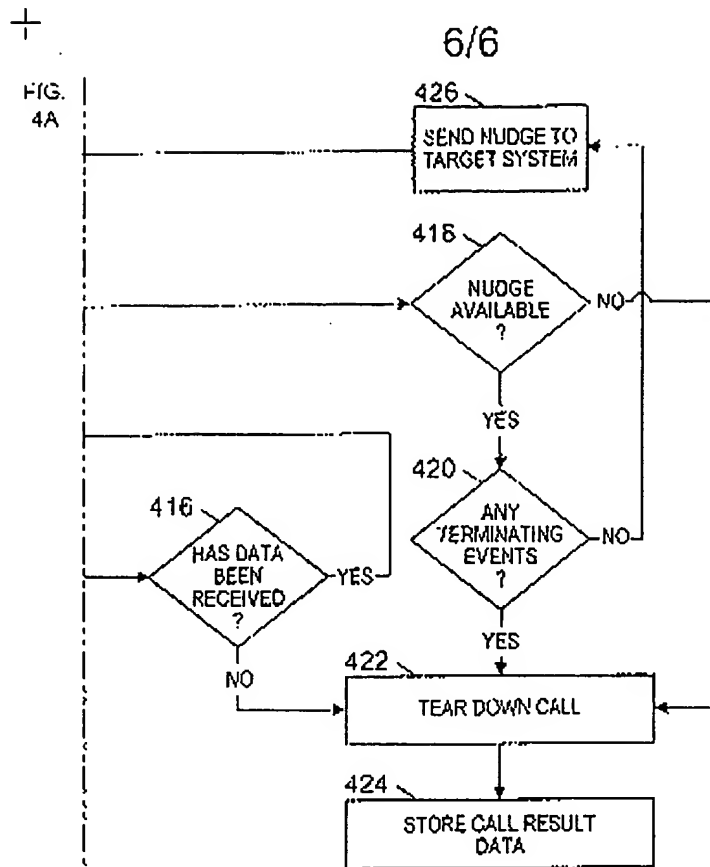 6/6
FIG.
4A
426
SEND NUDGE TO
TARGET SYSTEM
418
NUDGE
AVAILABLE
?
NO
YES
420
ANY
TERMINATING
EVENTS
?
NO
YES
416
HAS DATA
BEEN
RECEIVED
?
YES
NO
422
TEAR DOWN CALL
424
STORE CALL RESULT
DATA